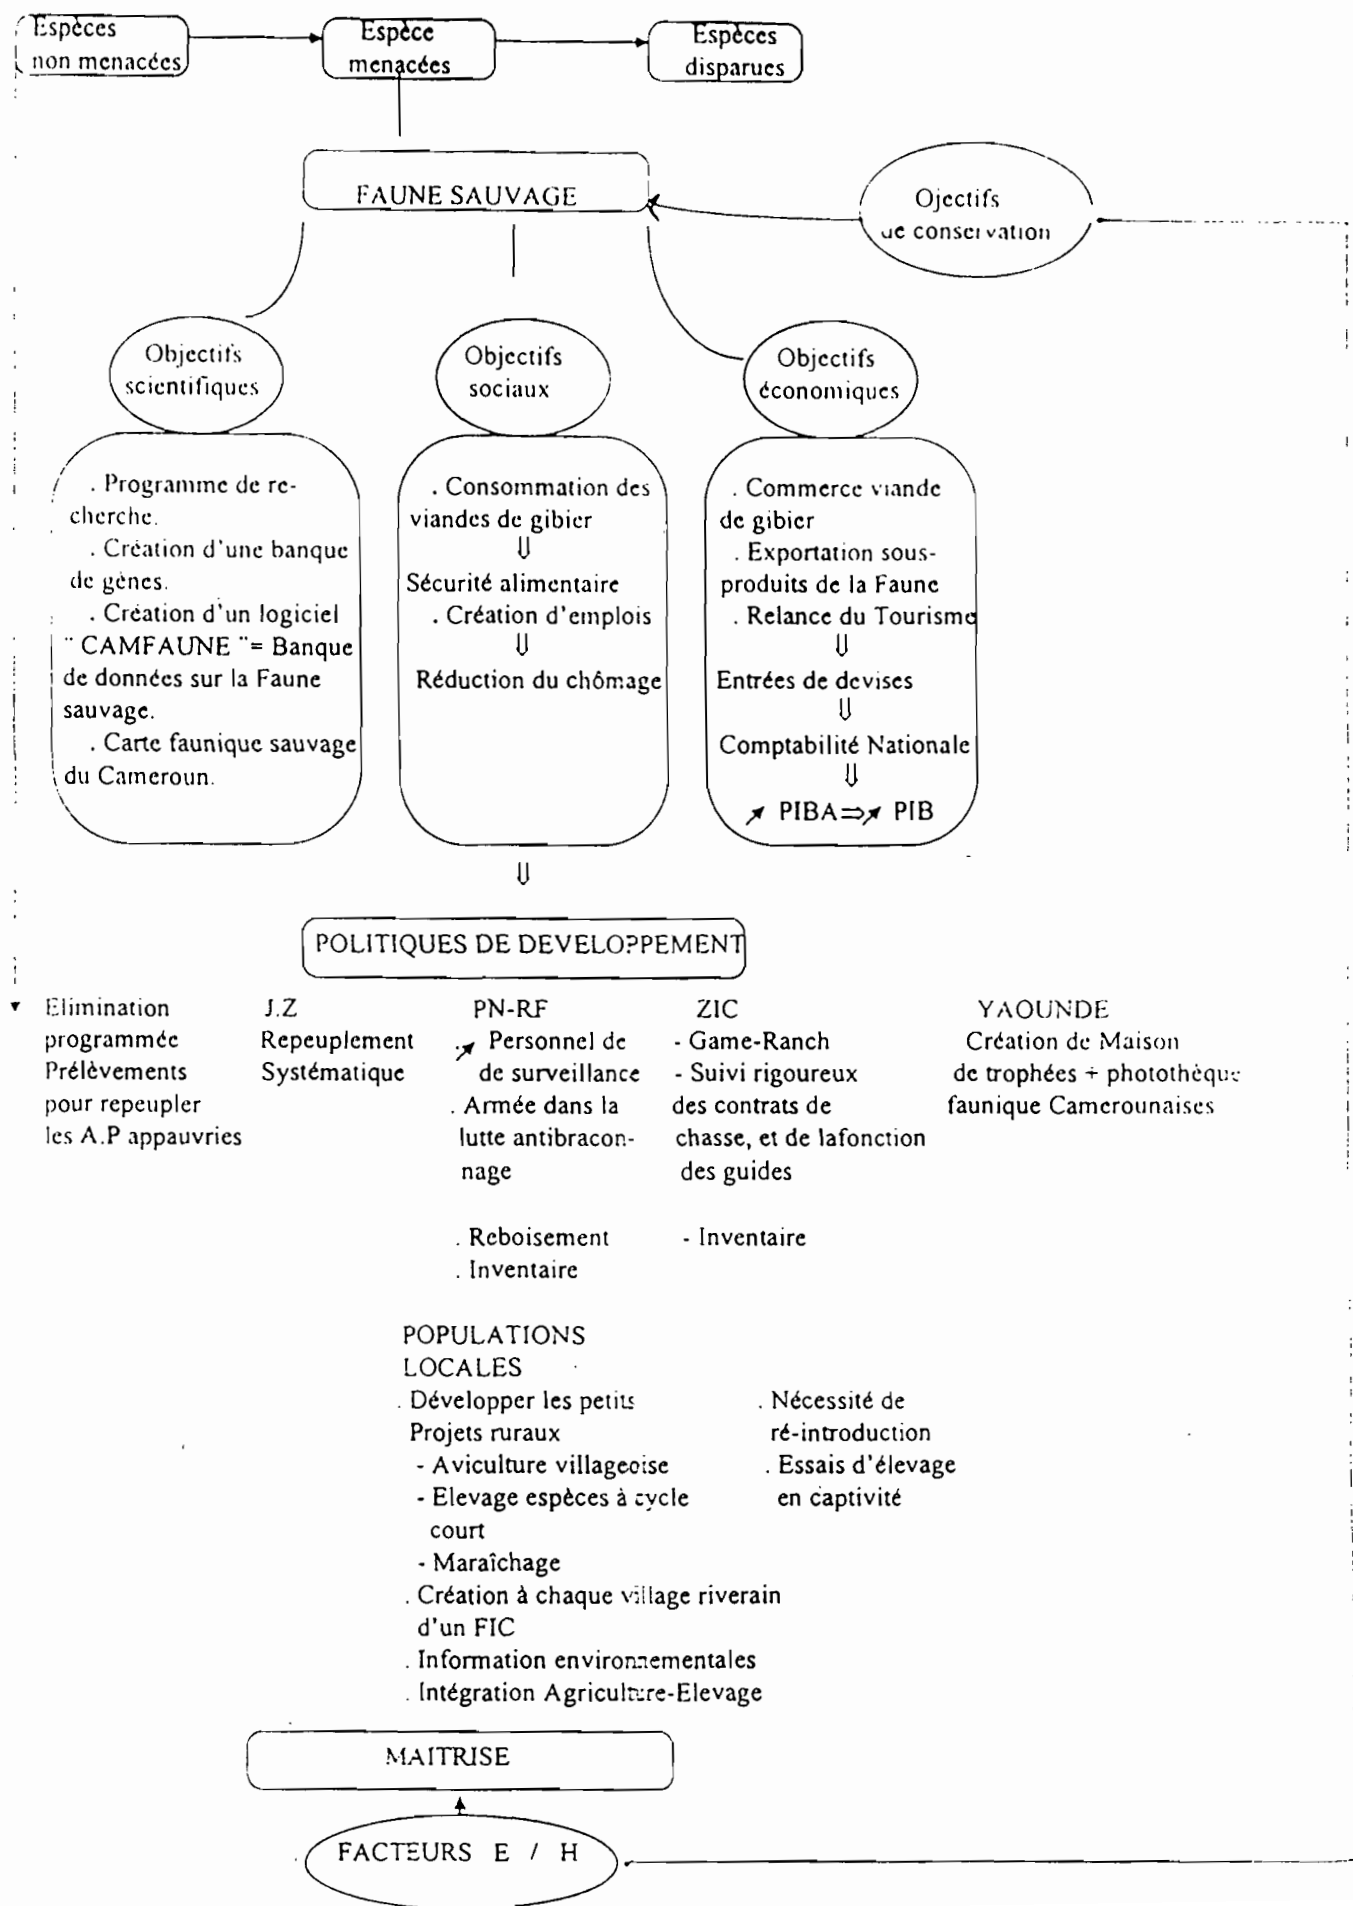 Espèces
non menacées
Espèce
menacées
Espèces
disparues
FAUNE SAUVAGE
Ojectifs
de conservation
Objectifs
scientifiques
Objectifs
sociaux
Objectifs
économiques
. Programme de re-
cherche.
. Création d'une banque
de gènes.
. Création d'un logiciel
" CAMFAUNE "= Banque
de données sur la Faune
sauvage.
. Carte faunique sauvage
du Cameroun.
. Consommation des
viandes de gibier
⇓
Sécurité alimentaire
. Création d'emplois
⇓
Réduction du chômage
. Commerce viande
de gibier
. Exportation sous-
produits de la Faune
. Relance du Tourisme
⇓
Entrées de devises
⇓
Comptabilité Nationale
⇓
↗ PIBA⇒↗ PIB
⇓
POLITIQUES DE DEVELOPPEMENT
Elimination
programmée
Prélèvements
pour repeupler
les A.P appauvries
J.Z
Repeuplement
Systématique
PN-RF
.↗ Personnel de
de surveillance
. Armée dans la
lutte antibracon-
nage
. Reboisement
. Inventaire
ZIC
- Game-Ranch
- Suivi rigoureux
des contrats de
chasse, et de lafonction
des guides
- Inventaire
YAOUNDE
Création de Maison
de trophées + photothèque
faunique Camerounaises
POPULATIONS
LOCALES
. Développer les petits
Projets ruraux
- Aviculture villageoise
- Elevage espèces à cycle
court
- Maraîchage
. Création à chaque village riverain
d'un FIC
. Information environnementales
. Intégration Agriculture-Elevage
. Nécessité de
ré-introduction
. Essais d'élevage
en captivité
MAITRISE
FACTEURS E / H